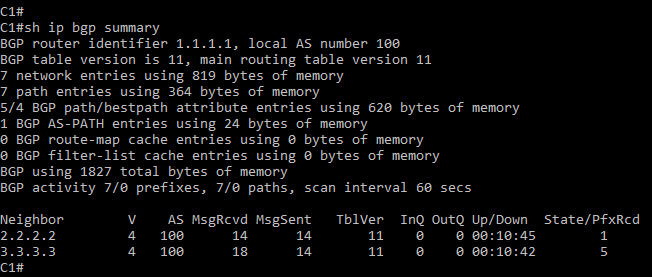 C1#
C1#sh ip bgp summary
BGP router identifier 1.1.1.1, local AS number 100
BGP table version is 11, main routing table version 11
7 network entries using 819 bytes of memory
7 path entries using 364 bytes of memory
5/4 BGP path/bestpath attribute entries using 620 bytes of memory
1 BGP AS-PATH entries using 24 bytes of memory
0 BGP route-map cache entries using 0 bytes of memory
0 BGP filter-list cache entries using 0 bytes of memory
BGP using 1827 total bytes of memory
BGP activity 7/0 prefixes, 7/0 paths, scan interval 60 secs

Neighbor        V    AS MsgRcvd MsgSent   TblVer  InQ OutQ Up/Down  State/PfxRcd
2.2.2.2         4   100      14      14       11    0    0 00:10:45        1
3.3.3.3         4   100      18      14       11    0    0 00:10:42        5
C1#